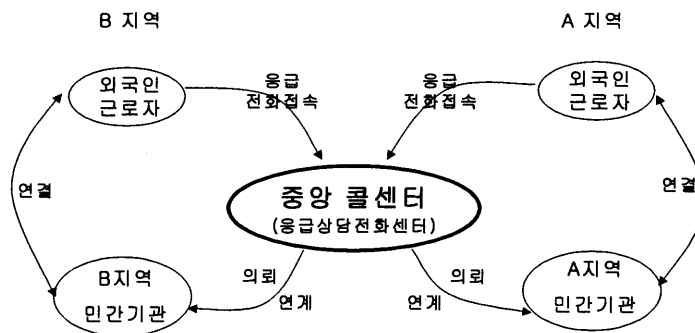 B 지역
A 지역
외국인
근로자
응급
전화접속
응급
전화접속
외국인
근로자
연결
중앙 콜센터
(응급상담전화센터)
연결
B지역
민간기관
의뢰
연계
의뢰
연계
A지역
민간기관